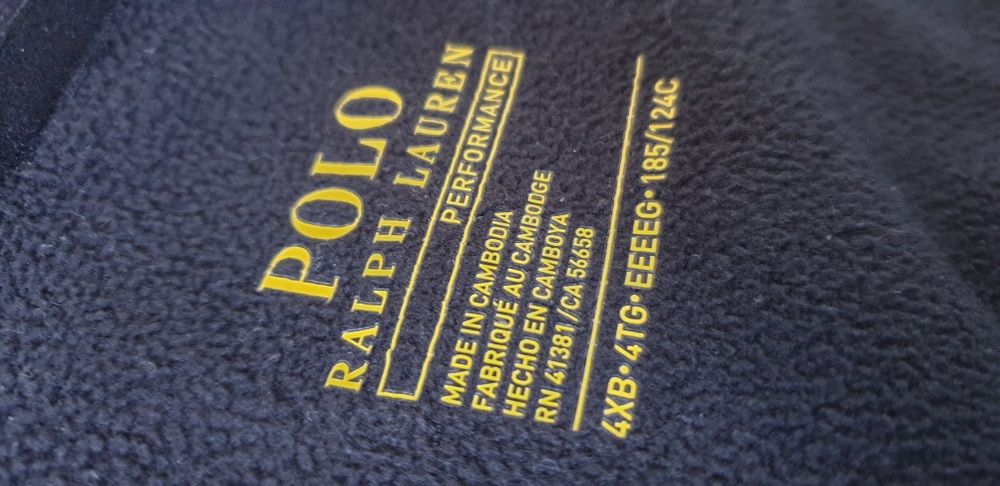 POLO
RALPH LAUREN
PERFORMANCE
MADE IN CAMBODIA
FABRIQUÉ AU CAMBODGE
HECHO EN CAMBOYA
RN 41381/CA 56658
4XB•4TG•EEEEG•185/124C